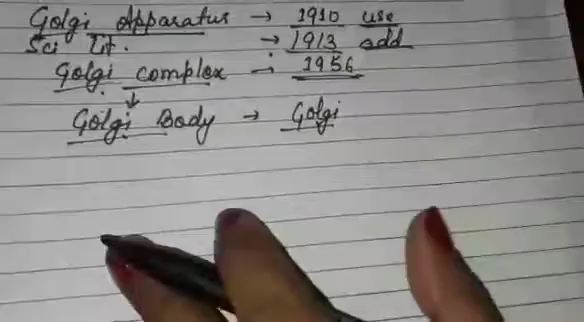 Golgi Apparatus → 1910 use
Sci Lit. → 1913 add
Golgi complex → 1956
↓
Golgi Body → Golgi